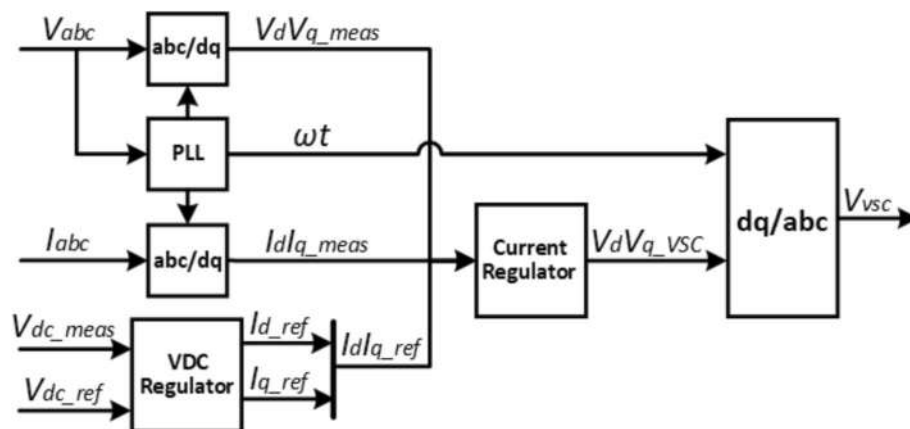 Vabc
abc/dq
VdVq_meas
PLL
ωt
Iabc
abc/dq
IdIq_meas
Current
Regulator
VdVq_VSC
dq/abc
Vvsc
Vdc_meas
Vdc_ref
VDC
Regulator
Id_ref
Iq_ref
IdIq_ref